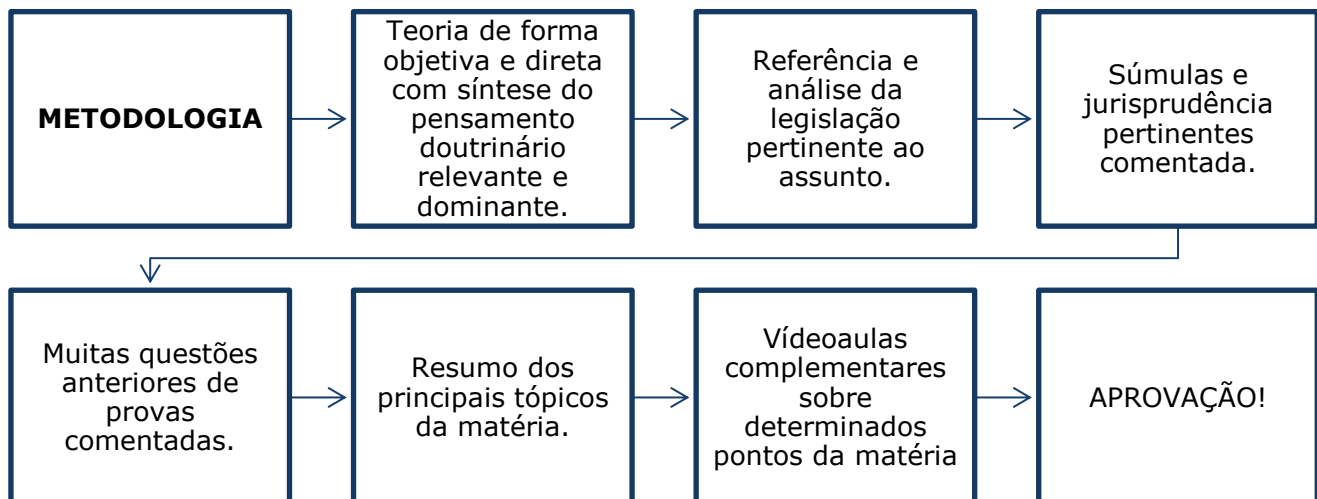 METODOLOGIA
Teoria de forma
objetiva e direta
com síntese do
pensamento
doutrinário
relevante e
dominante.
Referência e
análise da
legislação
pertinente ao
assunto.
Súmulas e
jurisprudência
pertinentes
comentada.
Muitas questões
anteriores de
provas
comentadas.
Resumo dos
principais tópicos
da matéria.
Vídeoaulas
complementares
sobre
determinados
pontos da matéria
APROVAÇÃO!